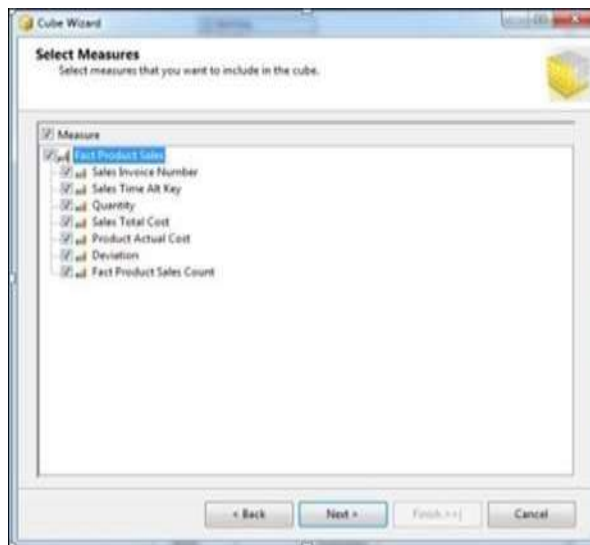 Cube Wizard
Select Measures
Select measures that you want to include in the cube.
Measure
Fact Product Sales
Sales Invoice Number
Sales Time Alt Key
Quantity
Sales Total Cost
Product Actual Cost
Deviation
Fact Product Sales Count
< Back
Next >
Finish >>|
Cancel